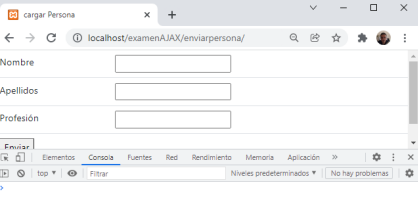 cargar Persona
localhost/examenAJAX/enviarpersona/
Nombre
Apellidos
Profesión
Enviar
Elementos Consola Fuentes Red Rendimiento Memoria Aplicación »
top ▼ Filtrar Niveles predeterminados ▼ No hay problemas